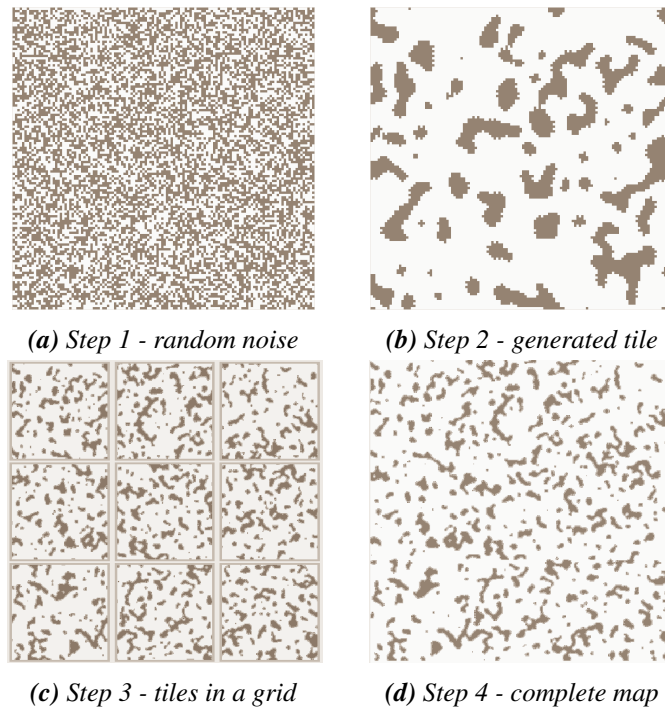 (a) Step 1 - random noise
(b) Step 2 - generated tile
(c) Step 3 - tiles in a grid
(d) Step 4 - complete map